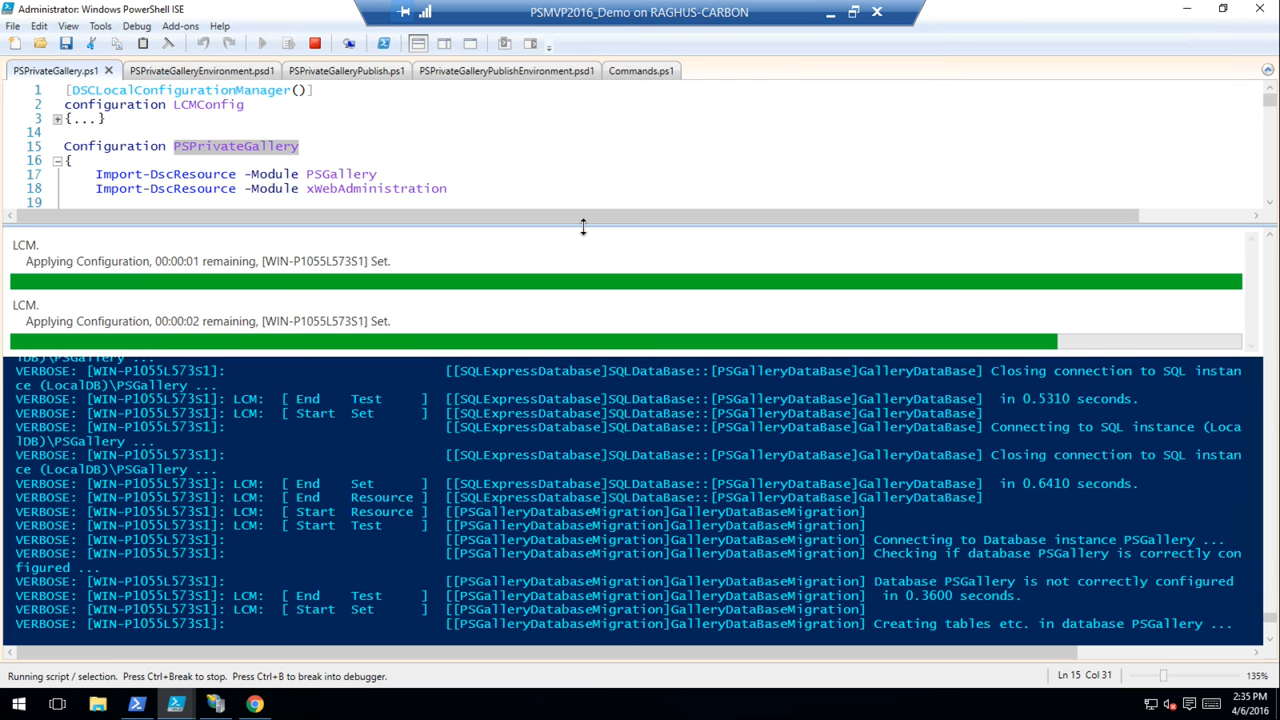 Administrator: Windows PowerShell ISE
PSMVP2016_Demo on RAGHUS-CARBON
File Edit View Tools Debug Add-ons Help
PSPrivateGallery.ps1 PSPrivateGalleryEnvironment.psd1 PSPrivateGalleryPublish.ps1 PSPrivateGalleryPublishEnvironment.psd1 Commands.ps1
1 [DSCLocalConfigurationManager()]
2 configuration LCMConfig
3 {...}
14
15 Configuration PSPrivateGallery
16 {
17 Import-DscResource -Module PSGallery
18 Import-DscResource -Module xWebAdministration
19
LCM.
Applying Configuration, 00:00:01 remaining, [WIN-P1055L573S1] Set.
LCM.
Applying Configuration, 00:00:02 remaining, [WIN-P1055L573S1] Set.
lDB)\PSGallery ...
VERBOSE: [WIN-P1055L573S1]: [[SQLExpressDatabase]SQLDataBase::[PSGalleryDataBase]GalleryDataBase] Closing connection to SQL instan
ce (LocalDB)\PSGallery ...
VERBOSE: [WIN-P1055L573S1]: LCM: [ End Test ] [[SQLExpressDatabase]SQLDataBase::[PSGalleryDataBase]GalleryDataBase] in 0.5310 seconds.
VERBOSE: [WIN-P1055L573S1]: LCM: [ Start Set ] [[SQLExpressDatabase]SQLDataBase::[PSGalleryDataBase]GalleryDataBase]
VERBOSE: [WIN-P1055L573S1]: [[SQLExpressDatabase]SQLDataBase::[PSGalleryDataBase]GalleryDataBase] Connecting to SQL instance (Loca
lDB)\PSGallery ...
VERBOSE: [WIN-P1055L573S1]: [[SQLExpressDatabase]SQLDataBase::[PSGalleryDataBase]GalleryDataBase] Closing connection to SQL instan
ce (LocalDB)\PSGallery ...
VERBOSE: [WIN-P1055L573S1]: LCM: [ End Set ] [[SQLExpressDatabase]SQLDataBase::[PSGalleryDataBase]GalleryDataBase] in 0.6410 seconds.
VERBOSE: [WIN-P1055L573S1]: LCM: [ End Resource ] [[SQLExpressDatabase]SQLDataBase::[PSGalleryDataBase]GalleryDataBase]
VERBOSE: [WIN-P1055L573S1]: LCM: [ Start Resource ] [[PSGalleryDatabaseMigration]GalleryDataBaseMigration]
VERBOSE: [WIN-P1055L573S1]: LCM: [ Start Test ] [[PSGalleryDatabaseMigration]GalleryDataBaseMigration]
VERBOSE: [WIN-P1055L573S1]: [[PSGalleryDatabaseMigration]GalleryDataBaseMigration] Connecting to Database instance PSGallery ...
VERBOSE: [WIN-P1055L573S1]: [[PSGalleryDatabaseMigration]GalleryDataBaseMigration] Checking if database PSGallery is correctly con
figured ...
VERBOSE: [WIN-P1055L573S1]: [[PSGalleryDatabaseMigration]GalleryDataBaseMigration] Database PSGallery is not correctly configured
VERBOSE: [WIN-P1055L573S1]: LCM: [ End Test ] [[PSGalleryDatabaseMigration]GalleryDataBaseMigration] in 0.3600 seconds.
VERBOSE: [WIN-P1055L573S1]: LCM: [ Start Set ] [[PSGalleryDatabaseMigration]GalleryDataBaseMigration]
VERBOSE: [WIN-P1055L573S1]: [[PSGalleryDatabaseMigration]GalleryDataBaseMigration] Creating tables etc. in database PSGallery ...
Running script / selection. Press Ctrl+Break to stop. Press Ctrl+B to break into debugger. Ln 15 Col 31 135%
2:35 PM
4/6/2016